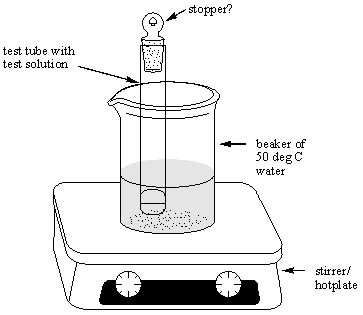 stopper?
test tube with
test solution
beaker of
50 deg C
water
stirrer/
hotplate